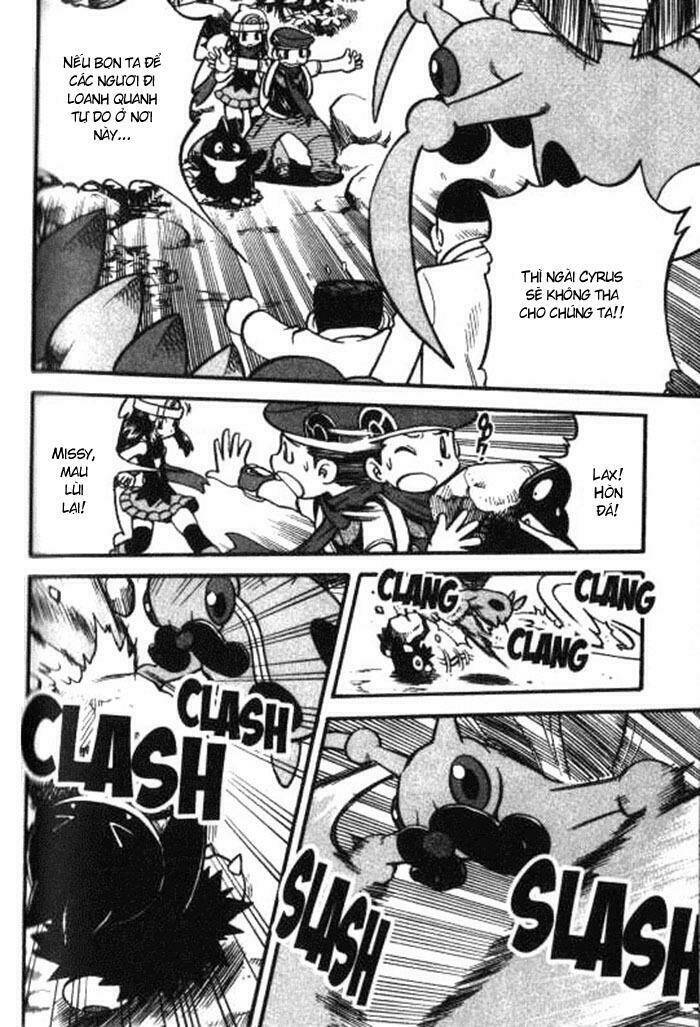 NẾU BỌN TA ĐỂ
CÁC NGƯƠI ĐI
LOANH QUANH
TỰ DO Ở NƠI
NÀY...
THÌ NGÀI CYRUS
SẼ KHÔNG THA
CHO CHÚNG TA!!
MISSY,
MAU
LÙI
LẠI!
LAX!
HÒN
ĐÁ!
CLANG
CLANG
CLANG
CLASH
CLASH
SLASH
SLASH